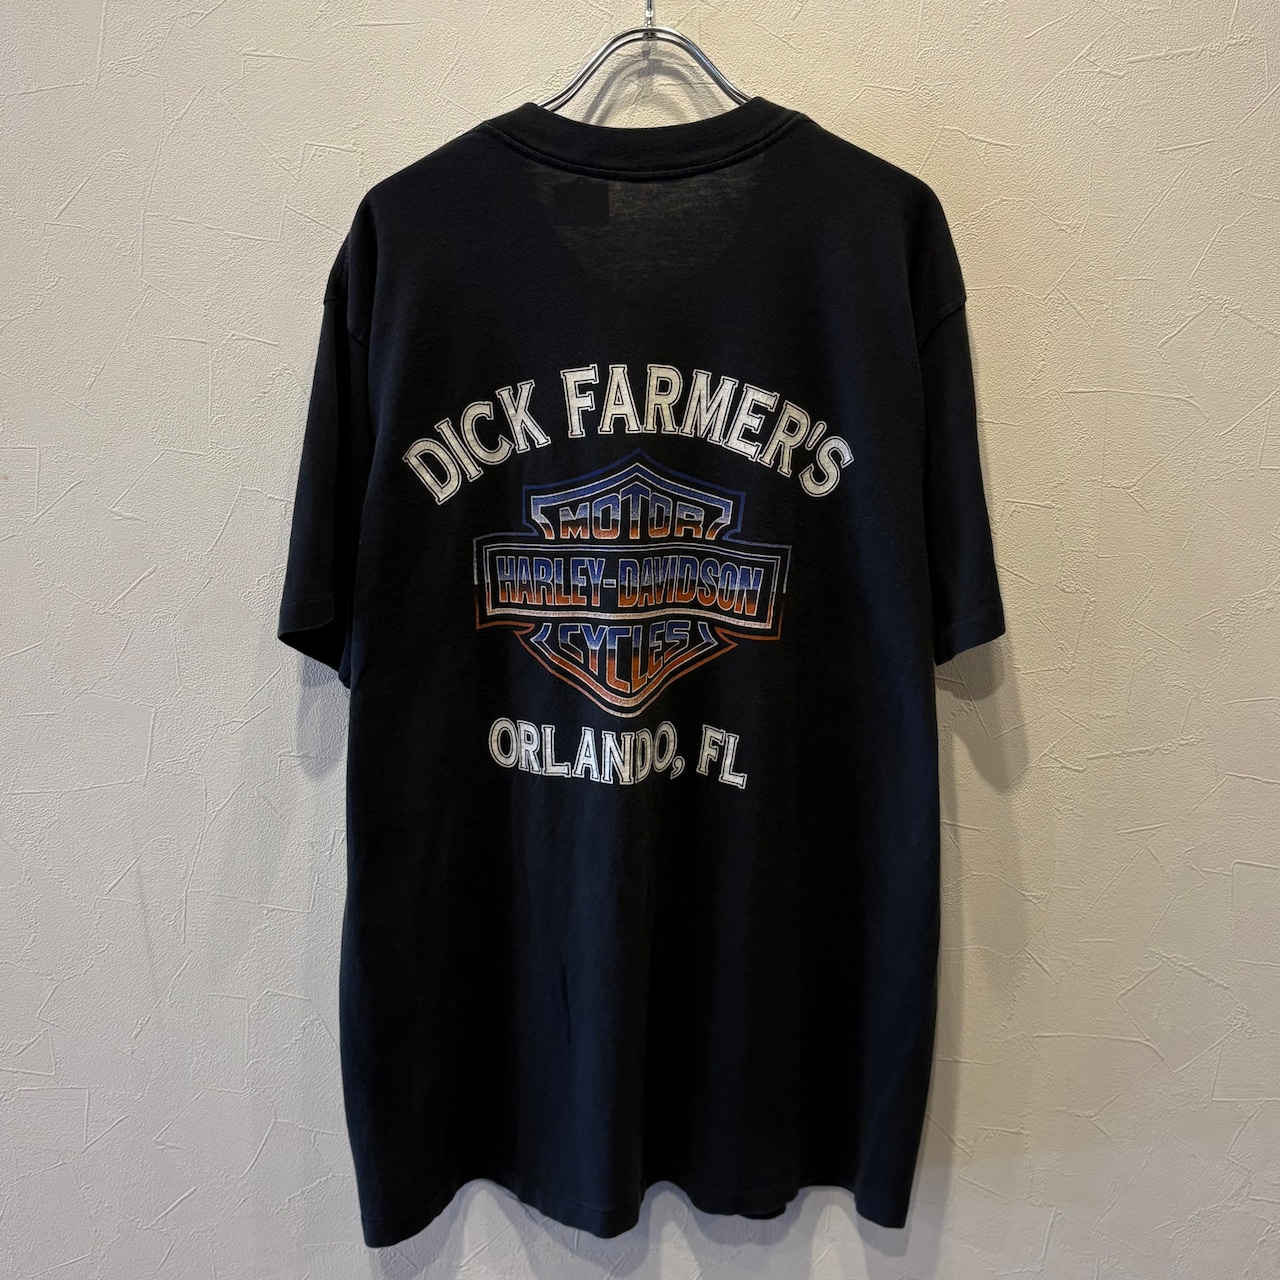 DICK FARMER'S
MOTOR
HARLEY-DAVIDSON
CYCLES
ORLANDO, FL